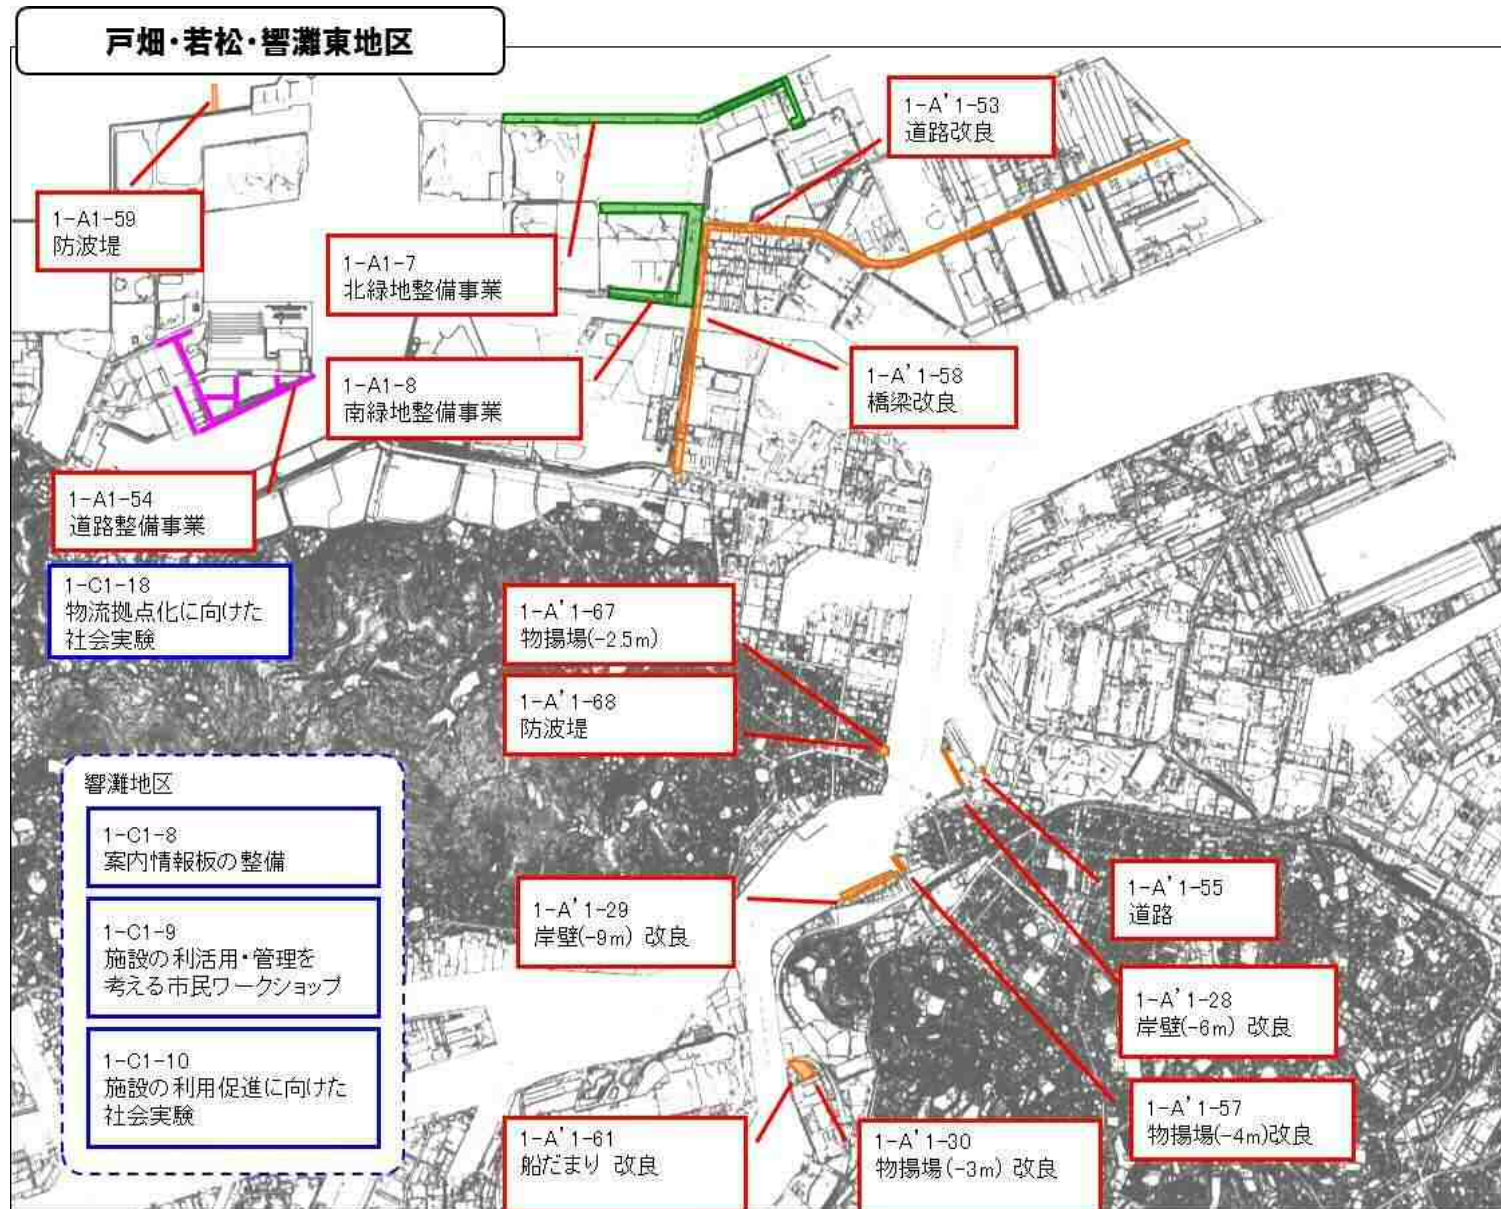 戸畑・若松・響灘東地区
1-A'1-53
道路改良
1-A1-59
防波堤
1-A1-7
北緑地整備事業
1-A1-8
南緑地整備事業
1-A'1-58
橋梁改良
1-A1-54
道路整備事業
1-C1-18
物流拠点化に向けた
社会実験
1-A'1-67
物揚場(-2.5m)
1-A'1-68
防波堤
響灘地区
1-C1-8
案内情報板の整備
1-C1-9
施設の利活用・管理を
考える市民ワークショップ
1-C1-10
施設の利用促進に向けた
社会実験
1-A'1-29
岸壁(-9m) 改良
1-A'1-55
道路
1-A'1-28
岸壁(-6m) 改良
1-A'1-57
物揚場(-4m)改良
1-A'1-61
船だまり 改良
1-A'1-30
物揚場(-3m) 改良